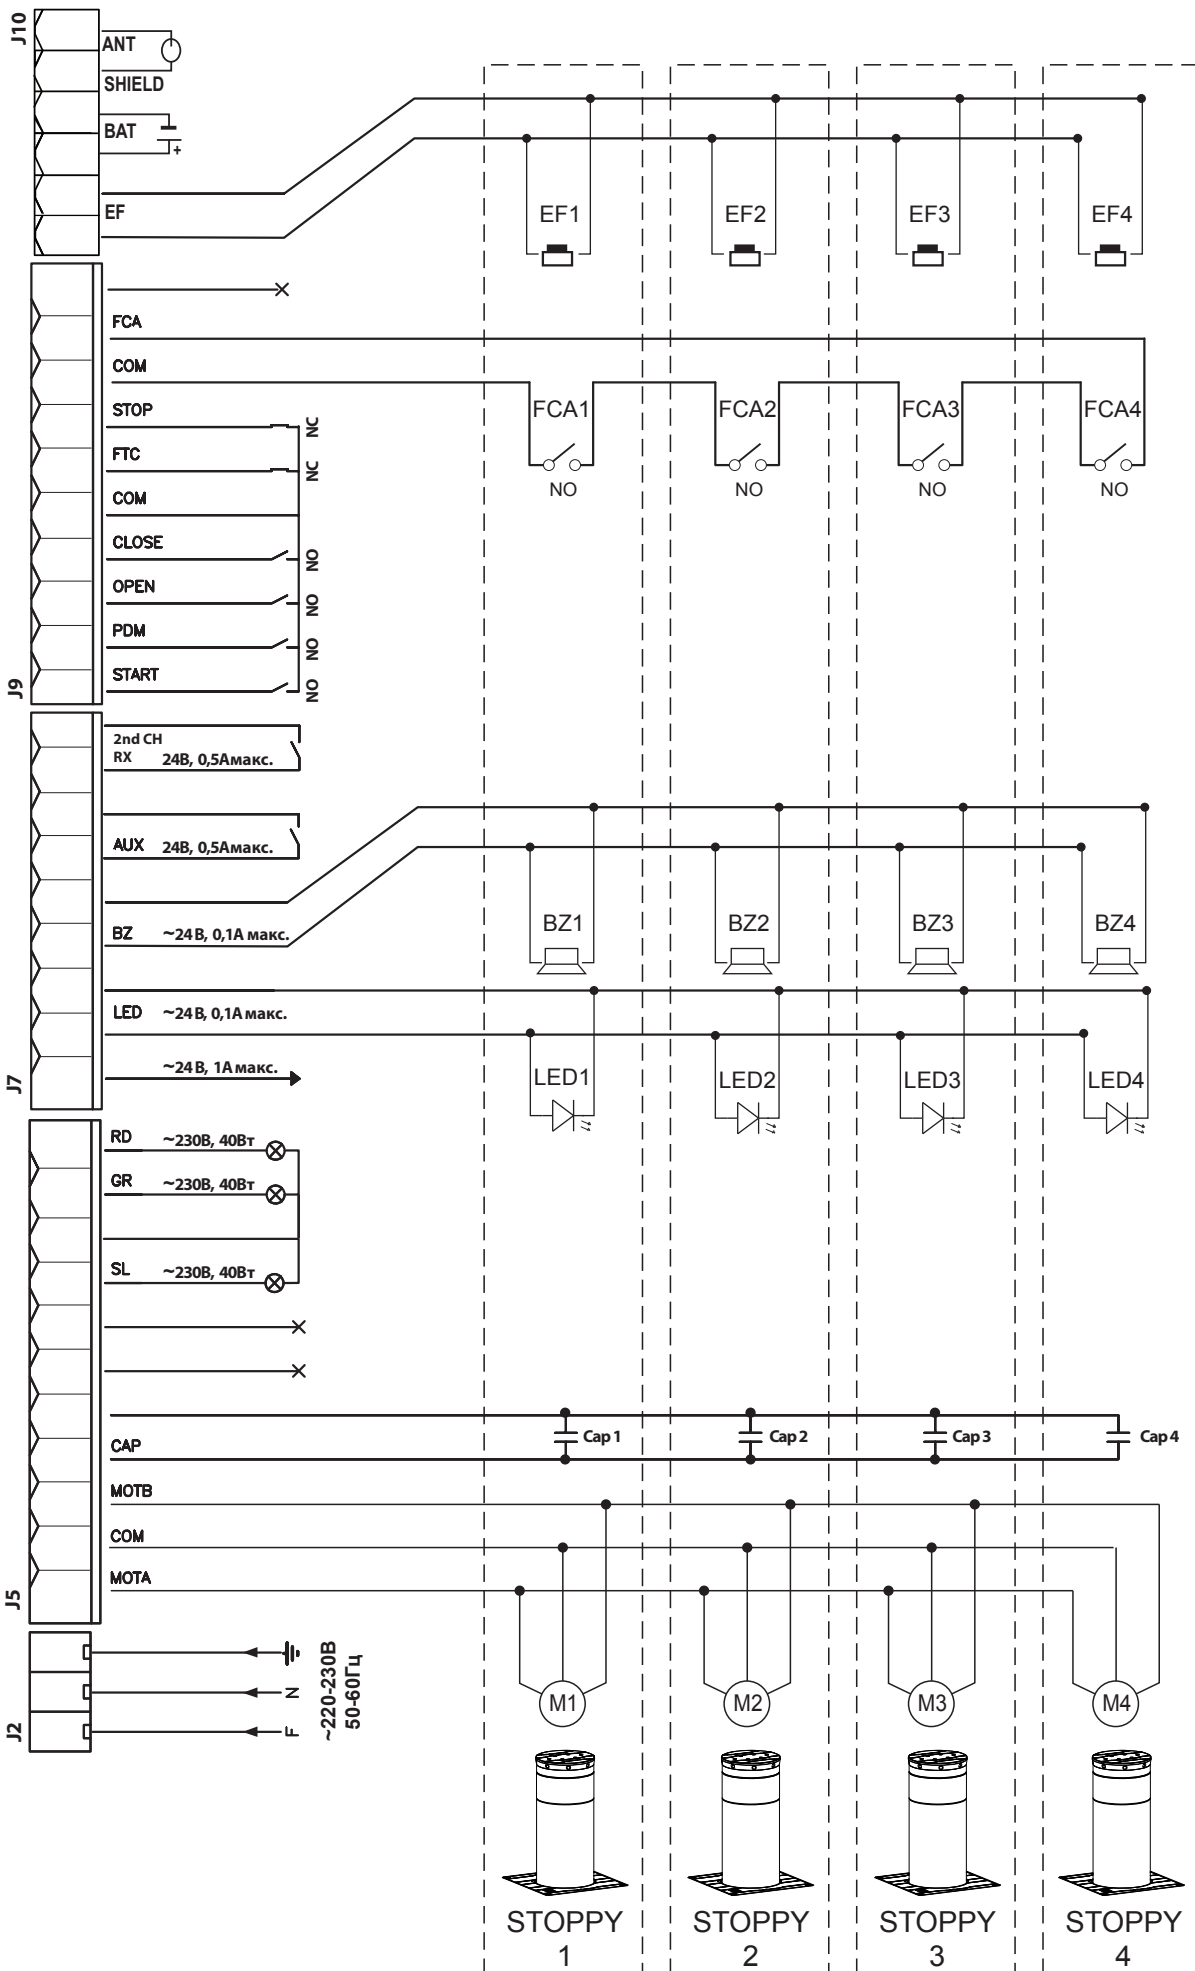 J10
ANT
SHIELD
BAT
+
EF
EF1
EF2
EF3
EF4
J9
FCA
COM
STOP
NC
FTC
NC
COM
CLOSE
NO
OPEN
NO
PDM
NO
START
NO
FCA1
NO
FCA2
NO
FCA3
NO
FCA4
NO
J7
2nd CH
RX 24В, 0,5Aмакс.
AUX 24В, 0,5Aмакс.
BZ ~24 В, 0,1А макс.
LED ~24 В, 0,1А макс.
~24 В, 1А макс.
BZ1
BZ2
BZ3
BZ4
LED1
LED2
LED3
LED4
J5
RD ~230В, 40Вт
GR ~230В, 40Вт
SL ~230В, 40Вт
CAP
Cap 1
Cap 2
Cap 3
Cap 4
MOTB
COM
MOTA
J2
N
F
~220-230В
50-60Гц
M1
M2
M3
M4
STOPPY
1
STOPPY
2
STOPPY
3
STOPPY
4